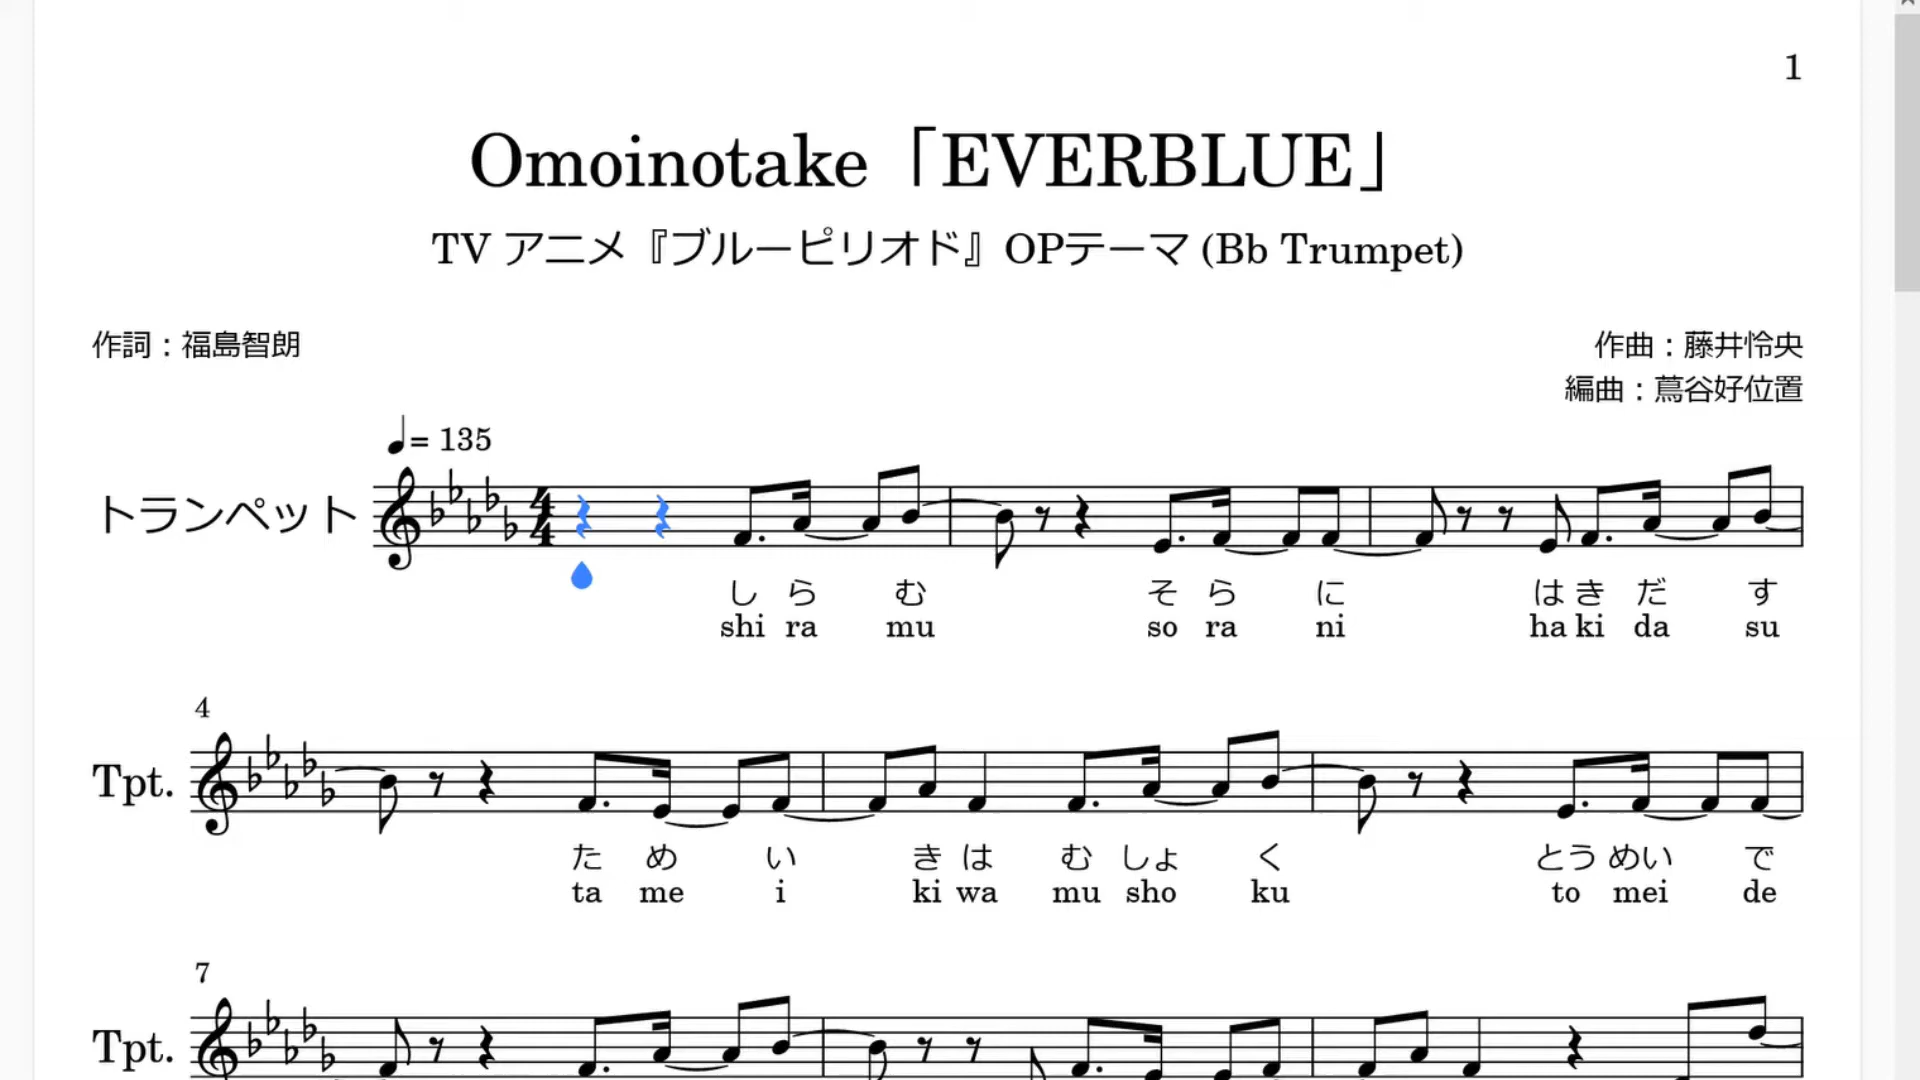 1
Omoinotake「EVERBLUE」
TV アニメ『ブルーピリオド』OPテーマ (Bb Trumpet)
作詞：福島智朗
作曲：藤井怜央
編曲：蔦谷好位置
= 135
トランペット
4
4
し ら む そ ら に は き だ す
shi ra mu so ra ni ha ki da su
4
Tpt.
た め い き は む しょ く とう めい で
ta me i ki wa mu sho ku to mei de
7
Tpt.